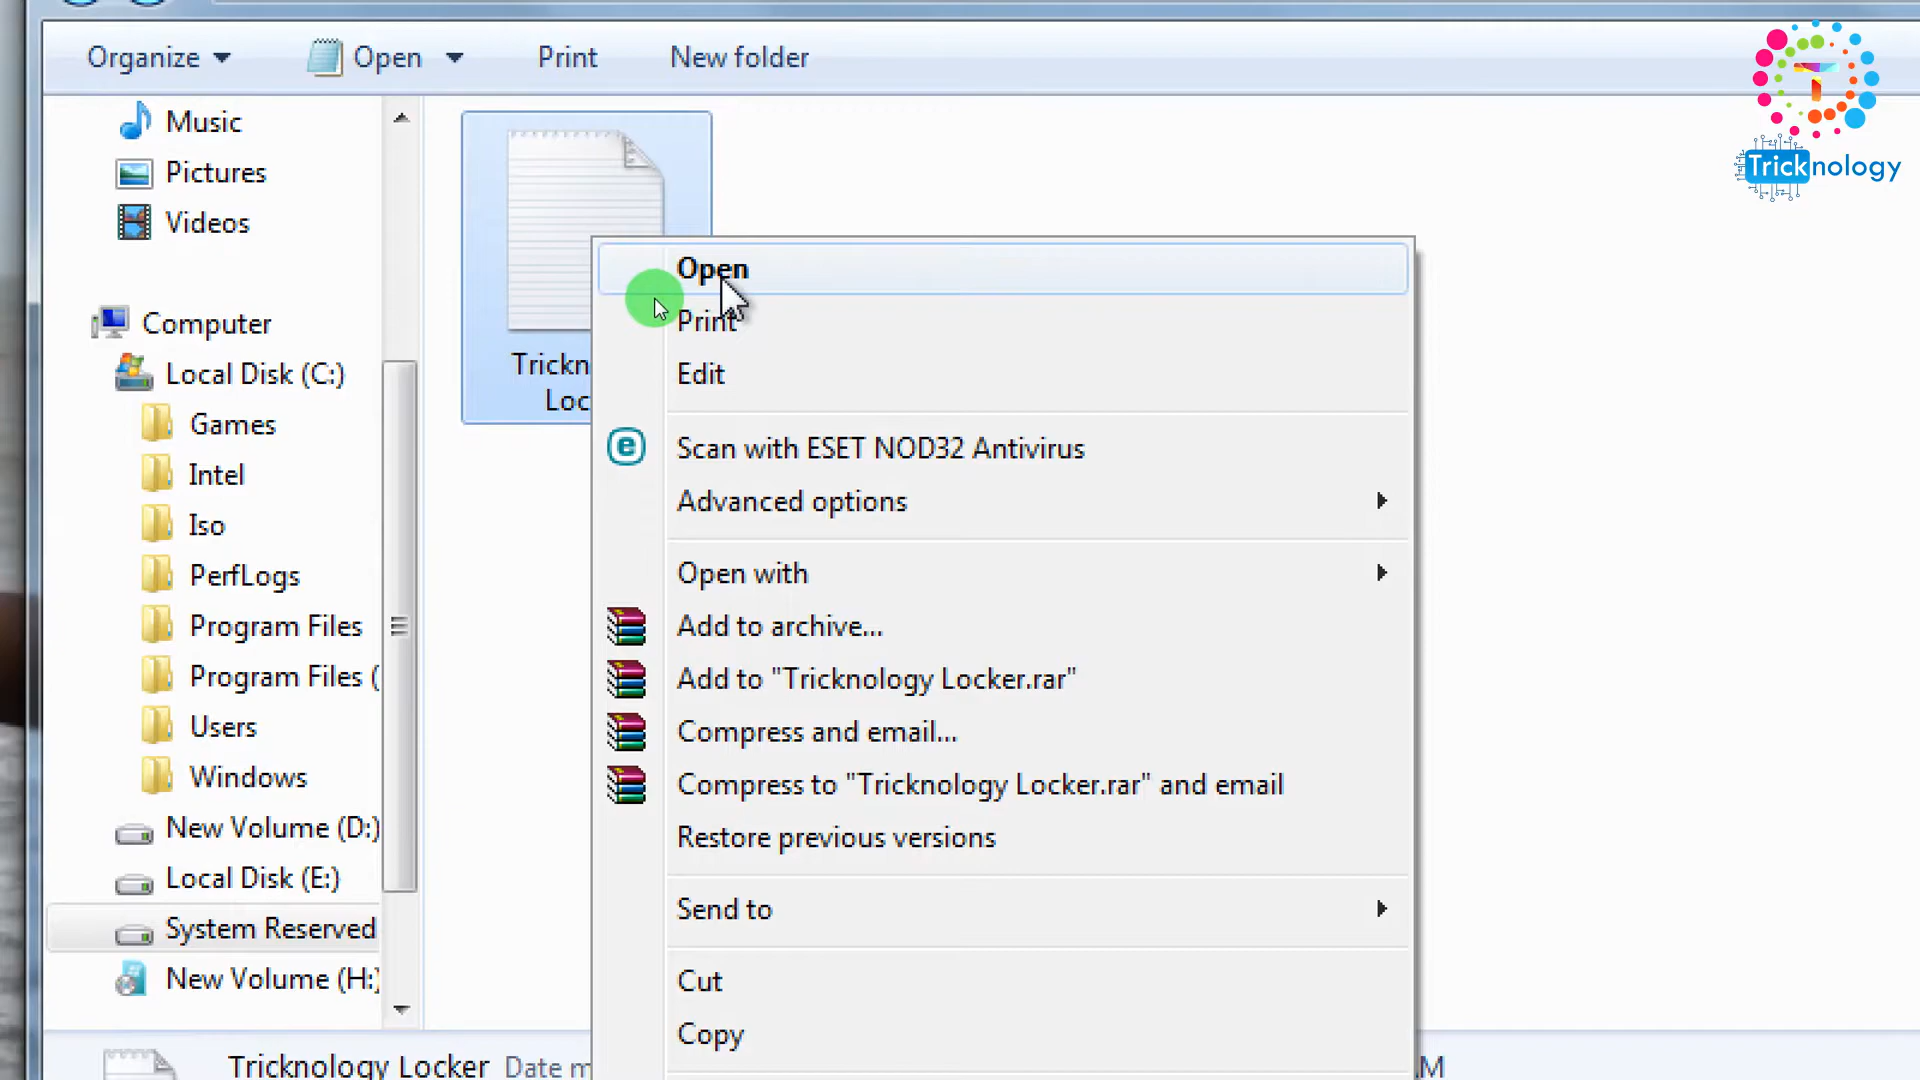 Organize
Open
Print
New folder
Tricknology
Music
Pictures
Videos
Computer
Local Disk (C:)
Games
Intel
Iso
PerfLogs
Program Files
Program Files (
Users
Windows
New Volume (D:)
Local Disk (E:)
System Reserved
New Volume (H:)
Trickn
Loc
Open
Print
Edit
Scan with ESET NOD32 Antivirus
Advanced options
Open with
Add to archive...
Add to "Tricknology Locker.rar"
Compress and email...
Compress to "Tricknology Locker.rar" and email
Restore previous versions
Send to
Cut
Copy
Tricknology Locker Date m
M